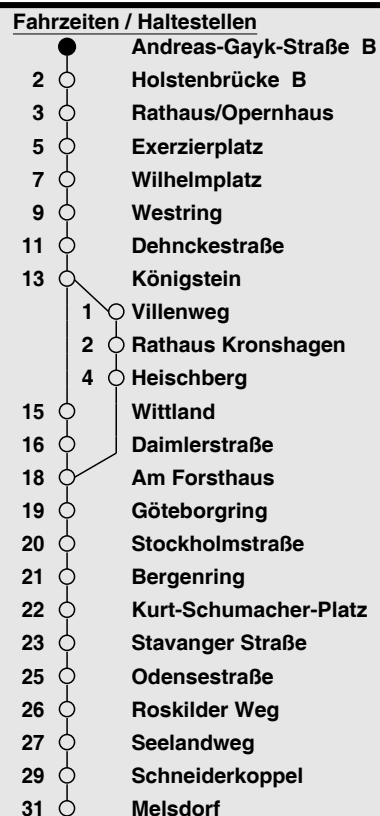 Fahrzeiten / Haltestellen
Andreas-Gayk-Straße B
2 Holstenbrücke B
3 Rathaus/Opernhaus
5 Exerzierplatz
7 Wilhelmplatz
9 Westring
11 Dehnckestraße
13 Königstein
1 Villenweg
2 Rathaus Kronshagen
4 Heischberg
15 Wittland
16 Daimlerstraße
18 Am Forsthaus
19 Göteborgring
20 Stockholmstraße
21 Bergenring
22 Kurt-Schumacher-Platz
23 Stavanger Straße
25 Odensestraße
26 Roskilder Weg
27 Seelandweg
29 Schneiderkoppel
31 Melsdorf